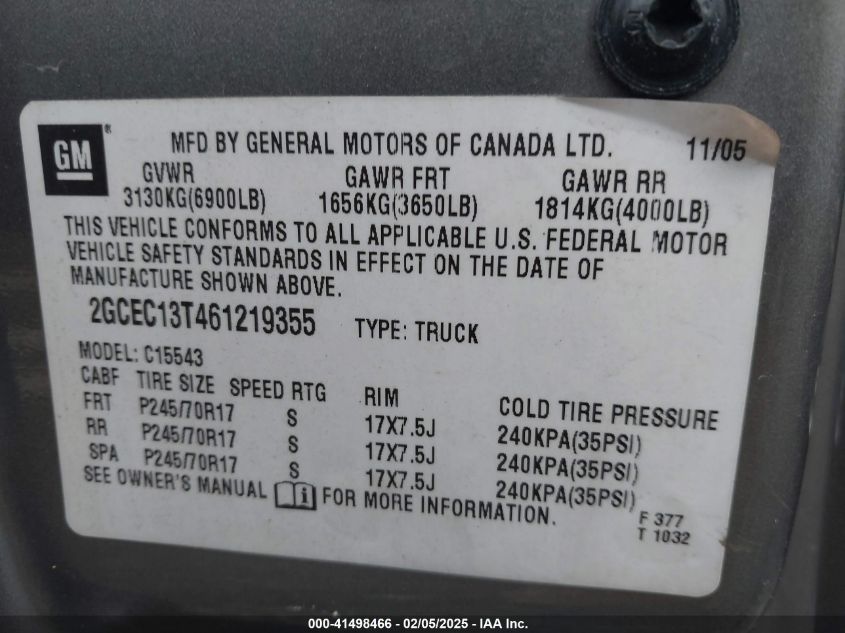 GM ® MFD BY GENERAL MOTORS OF CANADA LTD. 11/05
GVWR GAWR FRT GAWR RR
3130KG(6900LB) 1656KG(3650LB) 1814KG(4000LB)
THIS VEHICLE CONFORMS TO ALL APPLICABLE U.S. FEDERAL MOTOR
VEHICLE SAFETY STANDARDS IN EFFECT ON THE DATE OF
MANUFACTURE SHOWN ABOVE.
2GCEC13T461219355 TYPE: TRUCK
MODEL: C15543
CABF TIRE SIZE SPEED RTG RIM COLD TIRE PRESSURE
FRT P245/70R17 S 17X7.5J 240KPA(35PSI)
RR P245/70R17 S 17X7.5J 240KPA(35PSI)
SPA P245/70R17 S 17X7.5J 240KPA(35PSI)
SEE OWNER'S MANUAL i FOR MORE INFORMATION.
F 377
T 1032
000-41498466 - 02/05/2025 - IAA Inc.